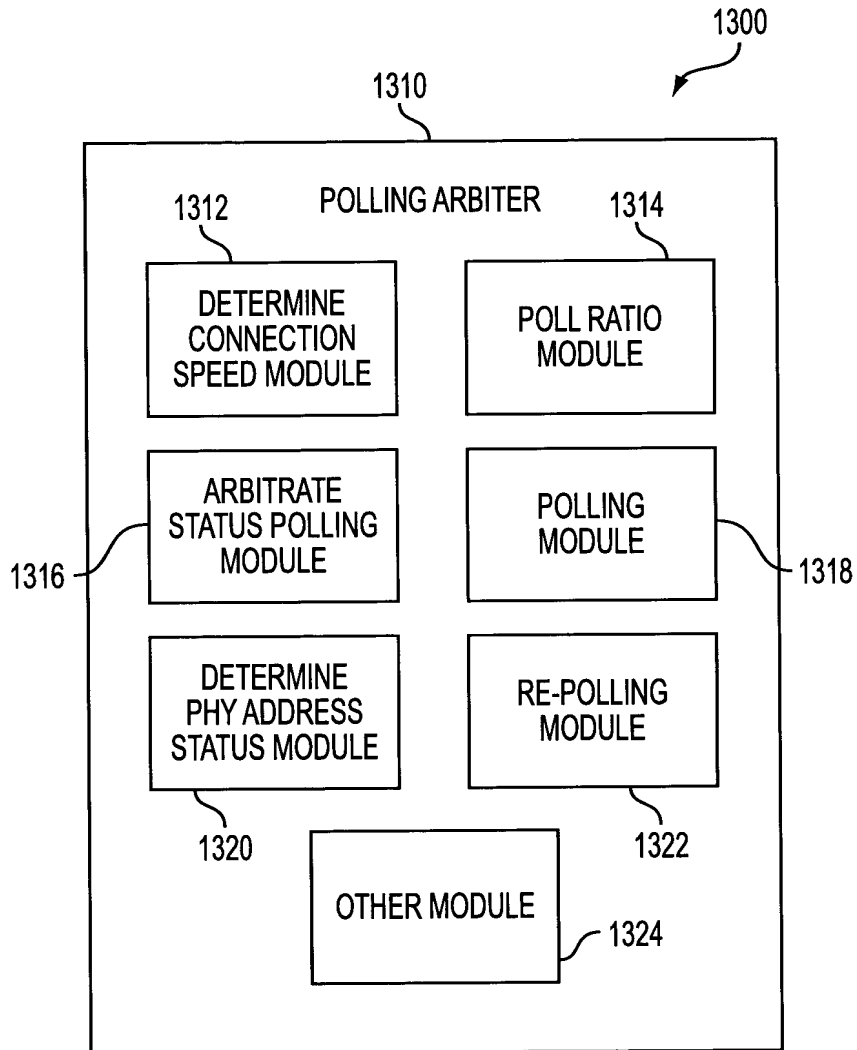 1300
1310
POLLING ARBITER
1312
1314
DETERMINE
CONNECTION
SPEED MODULE
POLL RATIO
MODULE
ARBITRATE
STATUS POLLING
MODULE
POLLING
MODULE
1316
1318
DETERMINE
PHY ADDRESS
STATUS MODULE
RE-POLLING
MODULE
1320
1322
OTHER MODULE
1324